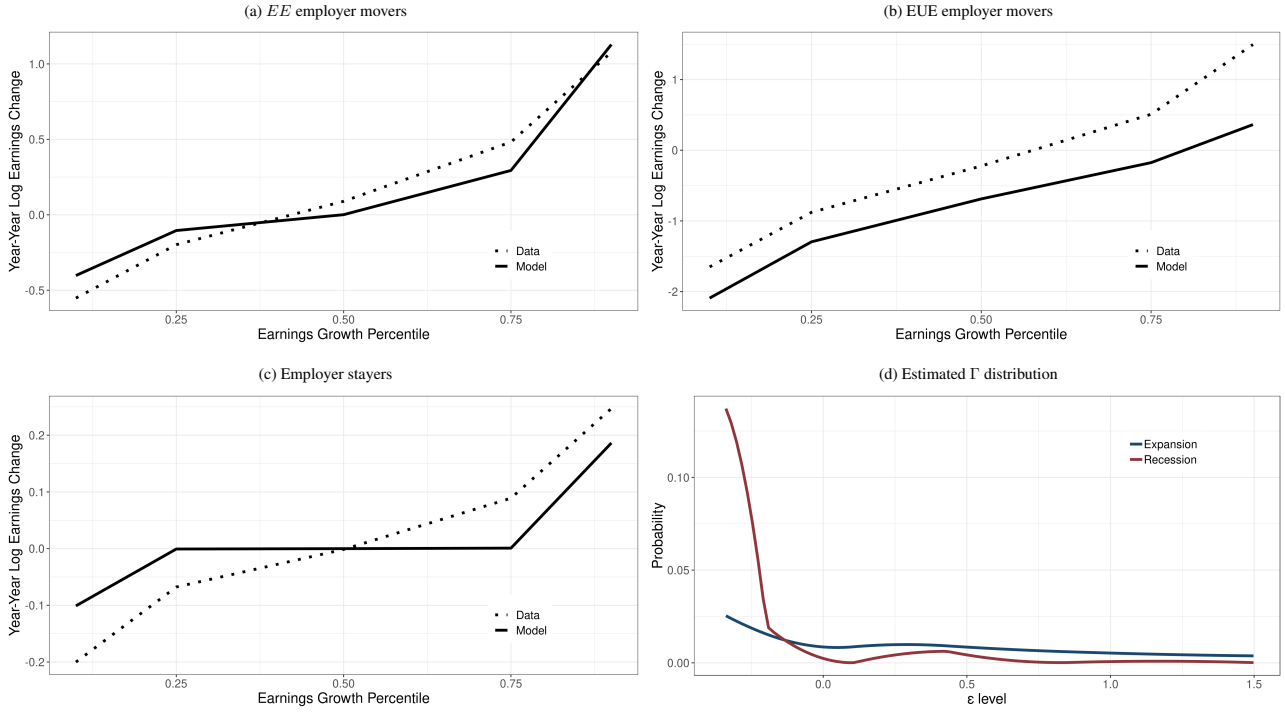 (a) EE employer movers
Year-Year Log Earnings Change
1.0
0.5
0.0
-0.5
Data
Model
0.25
0.50
0.75
Earnings Growth Percentile
(b) EUE employer movers
Year-Year Log Earnings Change
1
0
-1
-2
Data
Model
0.25
0.50
0.75
Earnings Growth Percentile
(c) Employer stayers
Year-Year Log Earnings Change
0.2
0.1
0.0
-0.1
-0.2
Data
Model
0.25
0.50
0.75
Earnings Growth Percentile
(d) Estimated Γ distribution
Probability
0.10
0.05
0.00
Expansion
Recession
0.0
0.5
1.0
1.5
ε level